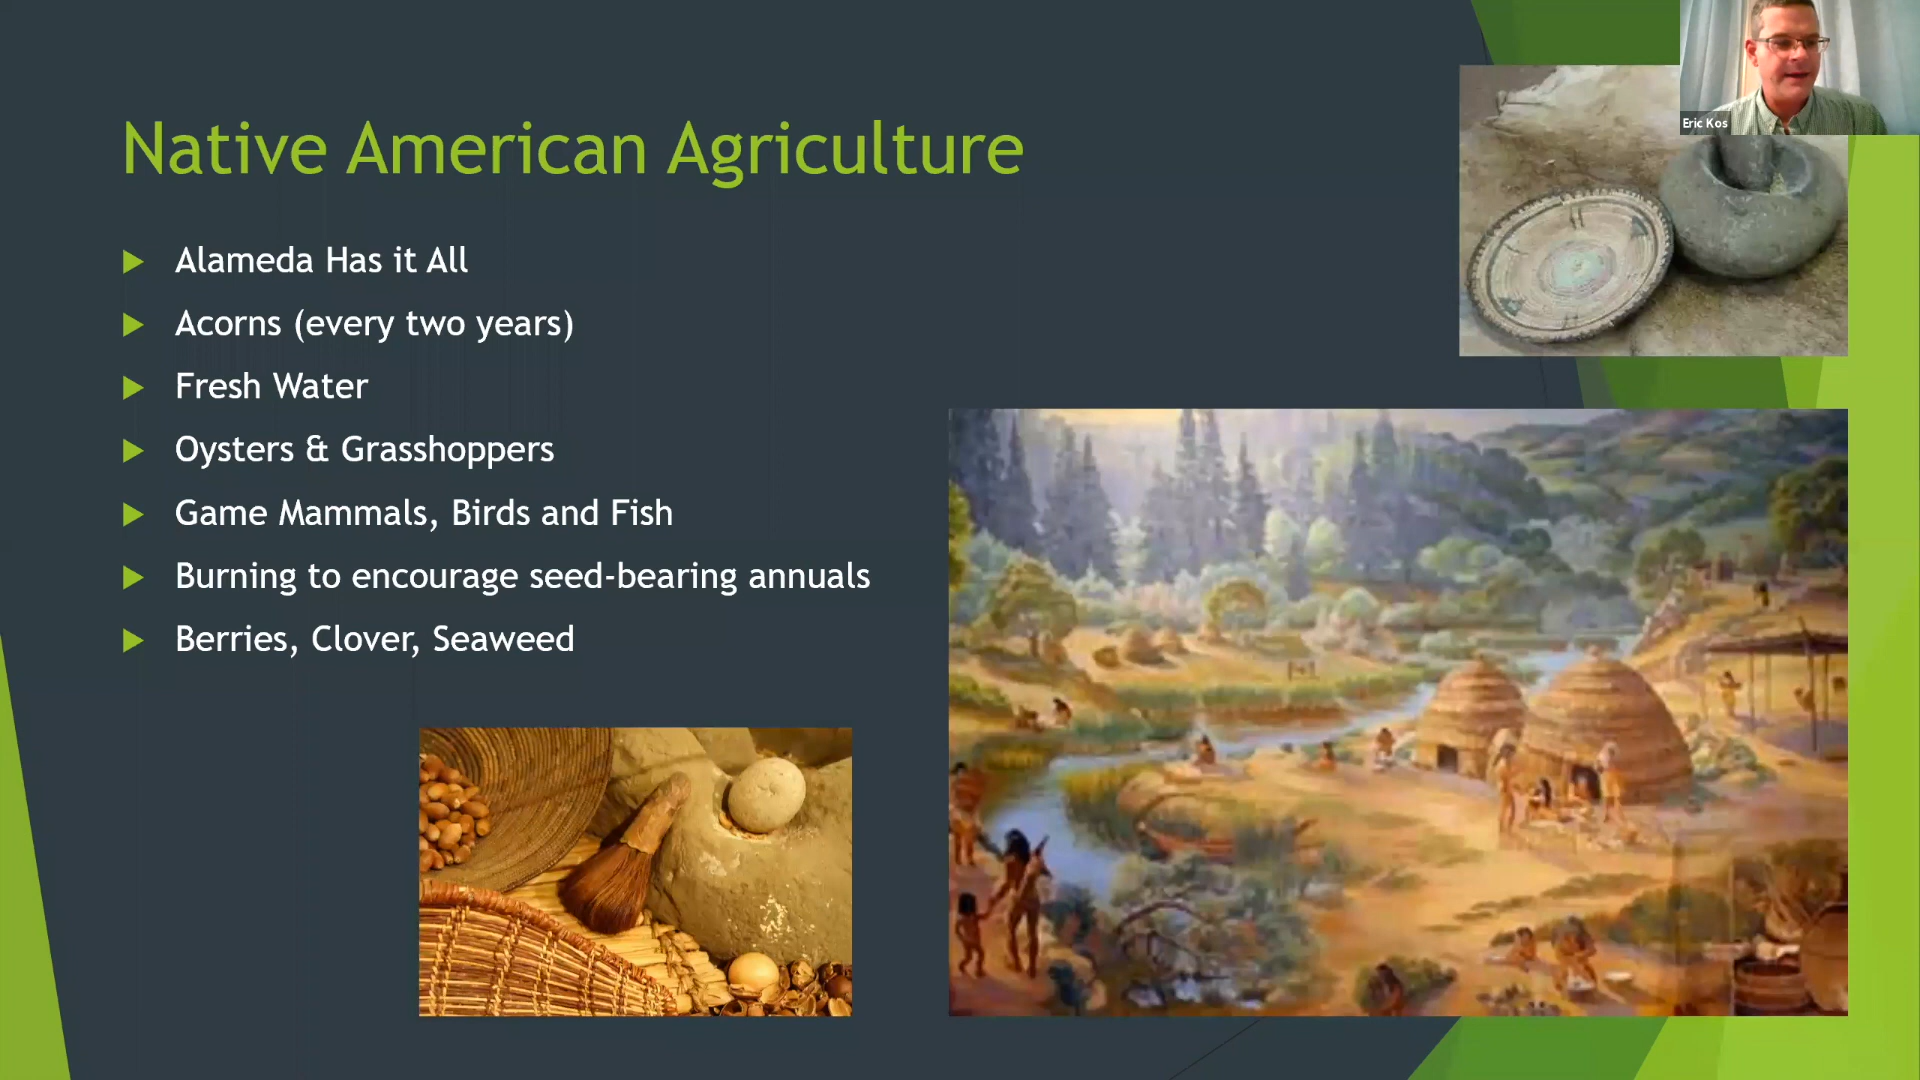 Eric Kos
Native American Agriculture
Alameda Has it All
Acorns (every two years)
Fresh Water
Oysters & Grasshoppers
Game Mammals, Birds and Fish
Burning to encourage seed-bearing annuals
Berries, Clover, Seaweed